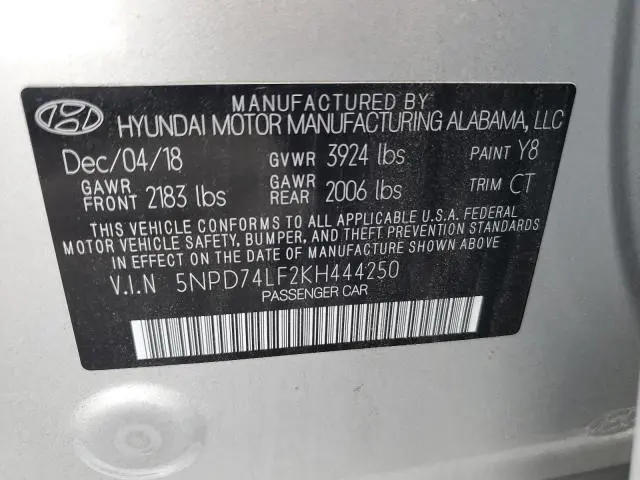 MANUFACTURED BY
HYUNDAI MOTOR MANUFACTURING ALABAMA, LLC
Dec/04/18 GVWR 3924 lbs PAINT Y8
GAWR FRONT 2183 lbs GAWR REAR 2006 lbs TRIM CT
THIS VEHICLE CONFORMS TO ALL APPLICABLE U.S.A. FEDERAL
MOTOR VEHICLE SAFETY, BUMPER, AND THEFT PREVENTION STANDARDS
IN EFFECT ON THE DATE OF MANUFACTURE SHOWN ABOVE.
V.I.N 5NPD74LF2KH444250
PASSENGER CAR